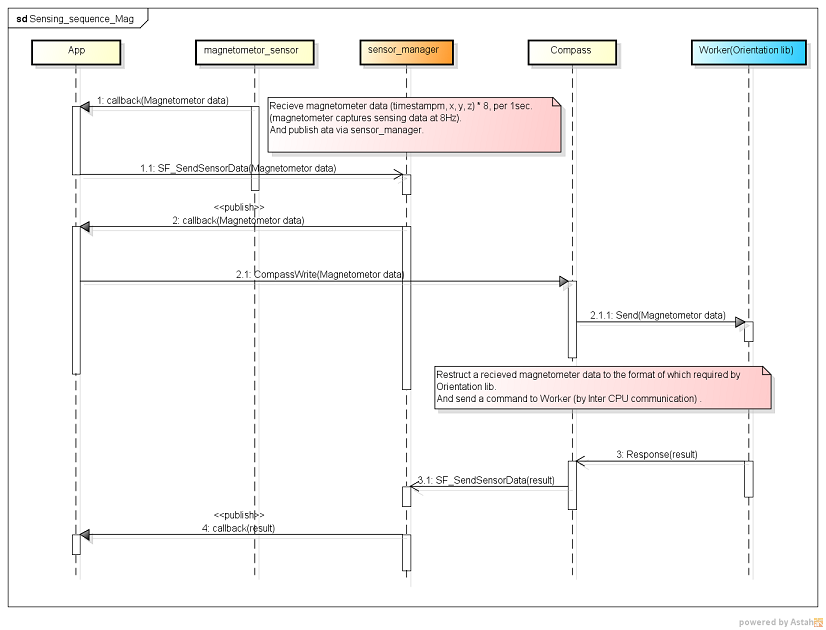 sd Sensing_sequence_Mag
App
magnetometor_sensor
sensor_manager
Compass
Worker(Orientation lib)
1: callback(Magnetometor data)
Recieve magnetometer data (timestampm, x, y, z) * 8, per 1sec.
(magnetometer captures sensing data at 8Hz).
And publish ata via sensor_manager.
1.1: SF_SendSensorData(Magnetometor data)
<<publish>>
2: callback(Magnetometor data)
2.1: CompassWrite(Magnetometor data)
2.1.1: Send(Magnetometor data)
Restruct a recieved magnetometer data to the format of which required by
Orientation lib.
And send a command to Worker (by Inter CPU communication) .
3: Response(result)
3.1: SF_SendSensorData(result)
<<publish>>
4: callback(result)
powered by Astah